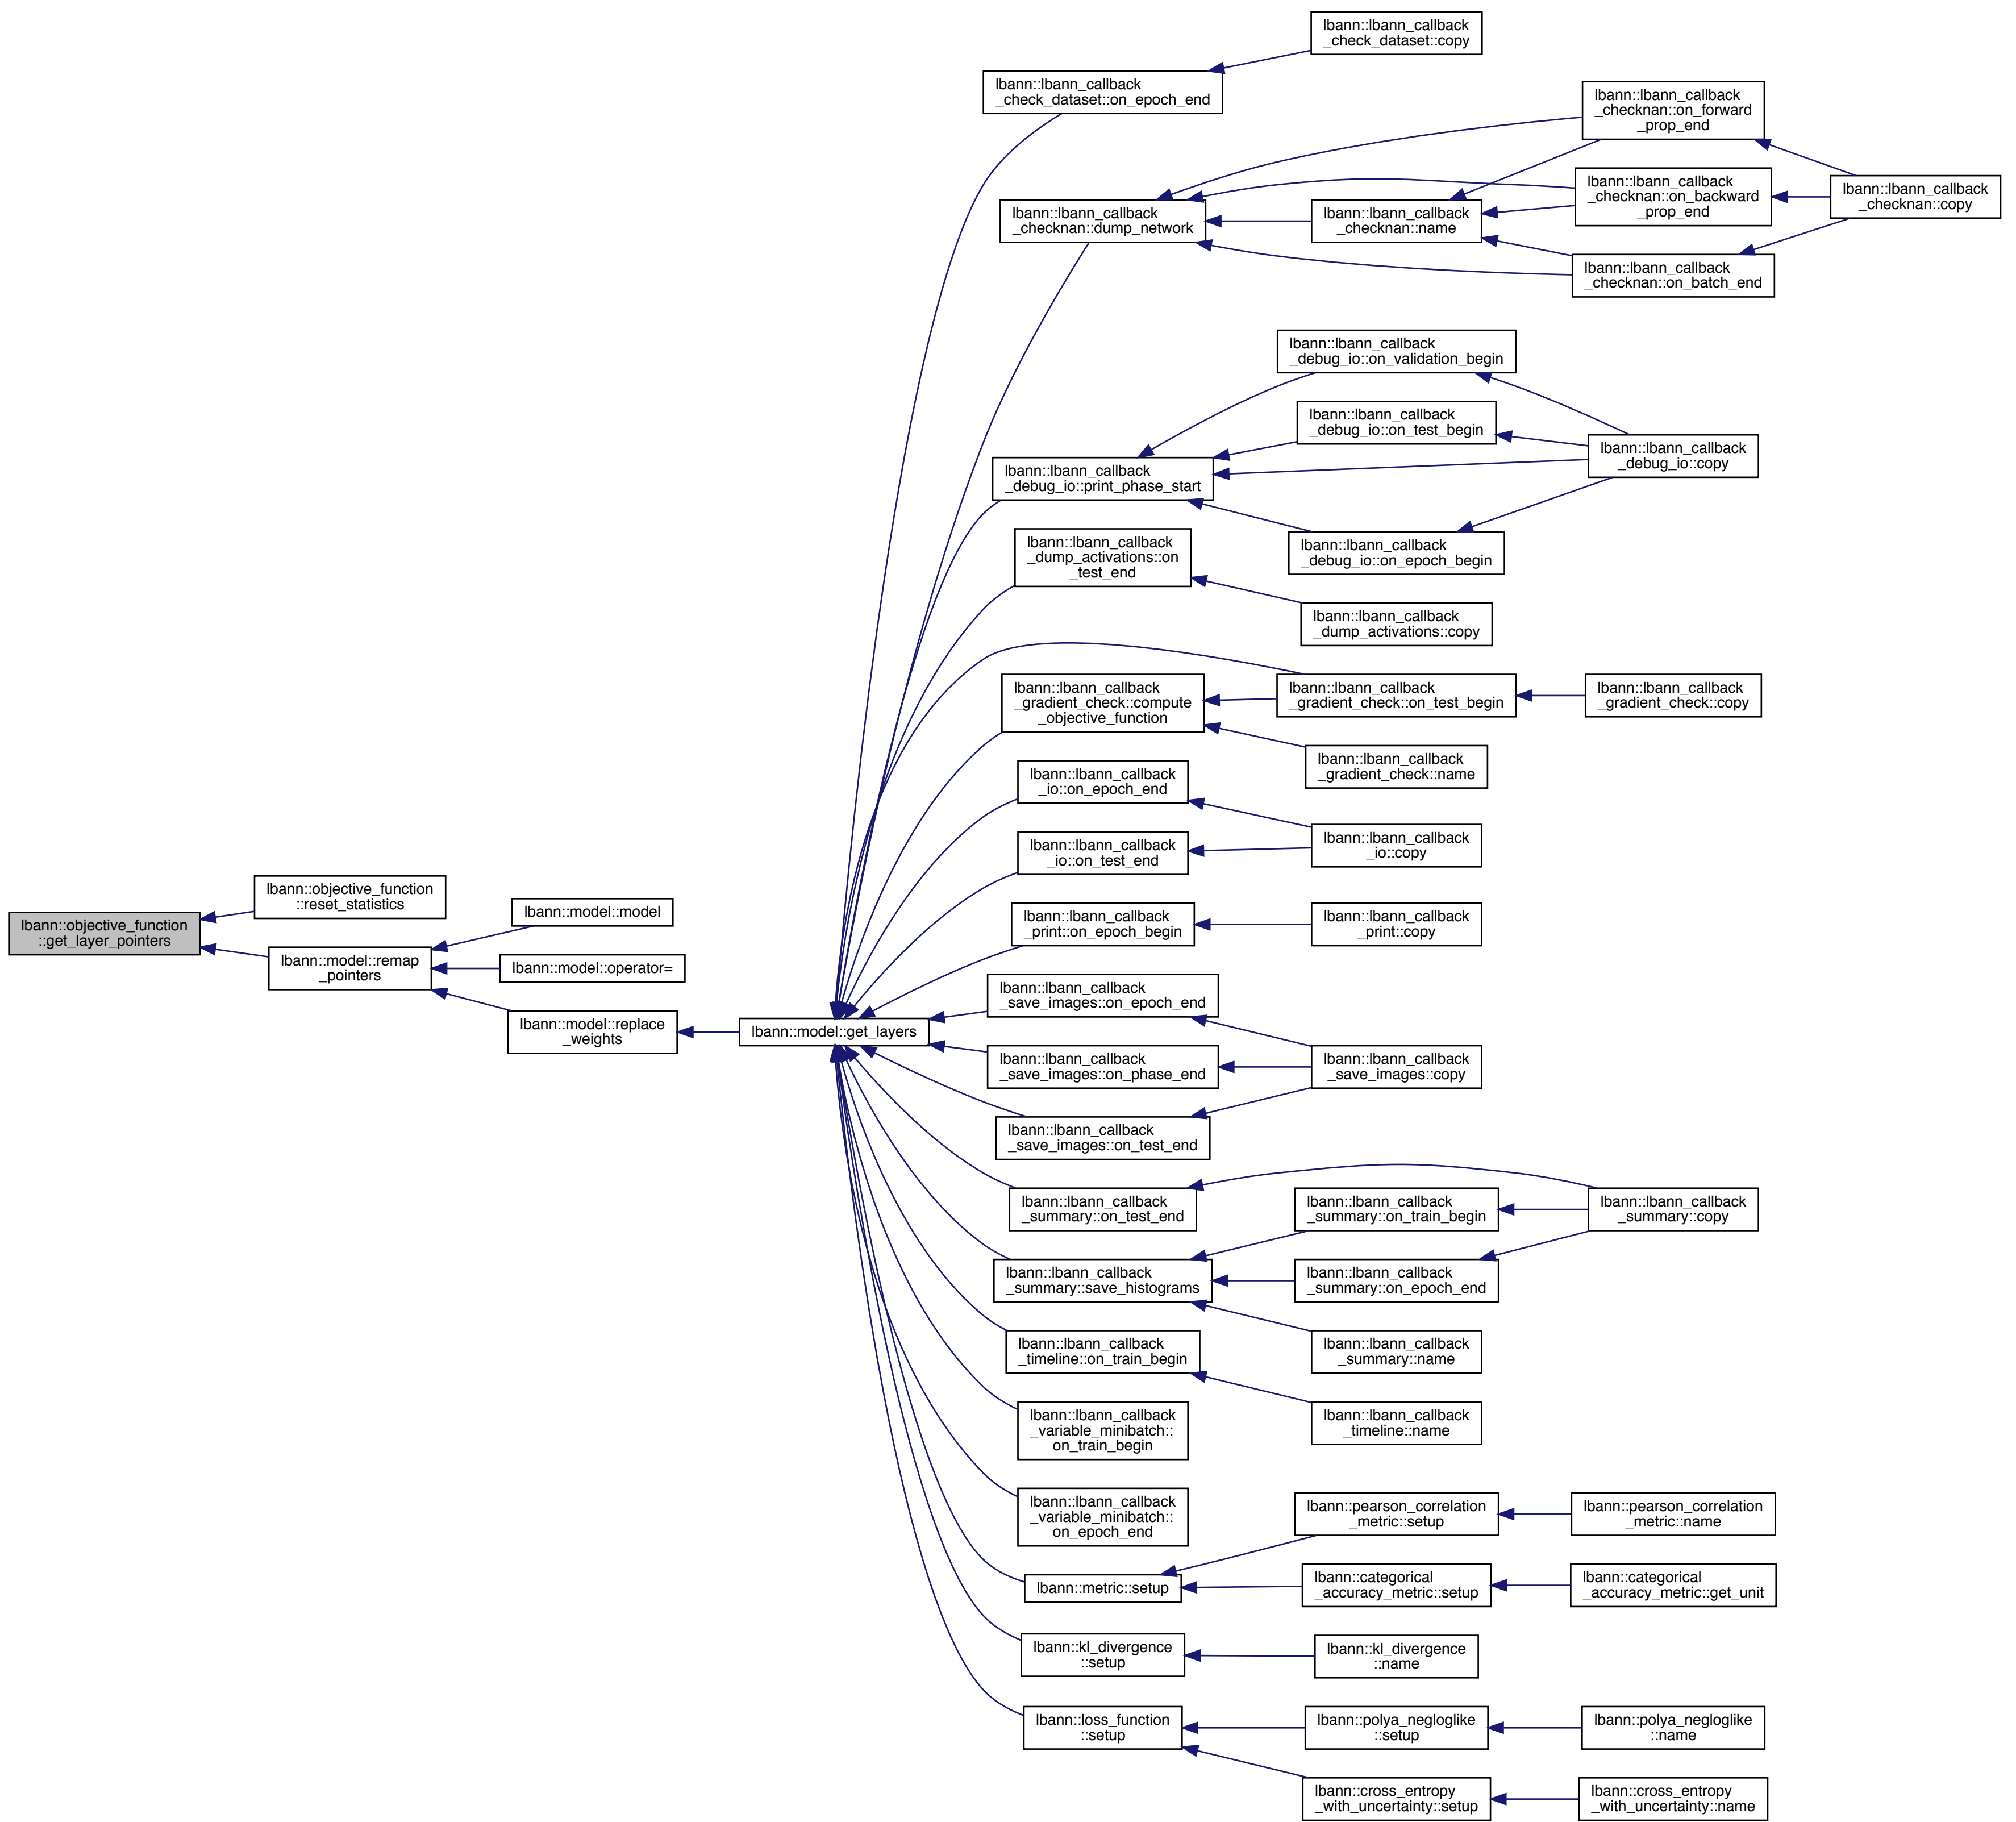 lbann::objective_function
::get_layer_pointers
lbann::objective_function
::reset_statistics
lbann::model::remap
_pointers
lbann::model::model
lbann::model::operator=
lbann::model::replace
_weights
lbann::model::get_layers
lbann::lbann_callback
_check_dataset::on_epoch_end
lbann::lbann_callback
_check_dataset::copy
lbann::lbann_callback
_checknan::dump_network
lbann::lbann_callback
_checknan::name
lbann::lbann_callback
_checknan::on_forward
_prop_end
lbann::lbann_callback
_checknan::on_backward
_prop_end
lbann::lbann_callback
_checknan::on_batch_end
lbann::lbann_callback
_checknan::copy
lbann::lbann_callback
_debug_io::print_phase_start
lbann::lbann_callback
_debug_io::on_validation_begin
lbann::lbann_callback
_debug_io::on_test_begin
lbann::lbann_callback
_debug_io::copy
lbann::lbann_callback
_debug_io::on_epoch_begin
lbann::lbann_callback
_dump_activations::on
_test_end
lbann::lbann_callback
_dump_activations::copy
lbann::lbann_callback
_gradient_check::compute
_objective_function
lbann::lbann_callback
_gradient_check::on_test_begin
lbann::lbann_callback
_gradient_check::copy
lbann::lbann_callback
_gradient_check::name
lbann::lbann_callback
_io::on_epoch_end
lbann::lbann_callback
_io::on_test_end
lbann::lbann_callback
_io::copy
lbann::lbann_callback
_print::on_epoch_begin
lbann::lbann_callback
_print::copy
lbann::lbann_callback
_save_images::on_epoch_end
lbann::lbann_callback
_save_images::on_phase_end
lbann::lbann_callback
_save_images::copy
lbann::lbann_callback
_save_images::on_test_end
lbann::lbann_callback
_summary::on_test_end
lbann::lbann_callback
_summary::on_train_begin
lbann::lbann_callback
_summary::copy
lbann::lbann_callback
_summary::save_histograms
lbann::lbann_callback
_summary::on_epoch_end
lbann::lbann_callback
_summary::name
lbann::lbann_callback
_timeline::on_train_begin
lbann::lbann_callback
_timeline::name
lbann::lbann_callback
_variable_minibatch::
on_train_begin
lbann::lbann_callback
_variable_minibatch::
on_epoch_end
lbann::metric::setup
lbann::pearson_correlation
_metric::setup
lbann::pearson_correlation
_metric::name
lbann::categorical
_accuracy_metric::setup
lbann::categorical
_accuracy_metric::get_unit
lbann::kl_divergence
::setup
lbann::kl_divergence
::name
lbann::loss_function
::setup
lbann::polya_negloglike
::setup
lbann::polya_negloglike
::name
lbann::cross_entropy
_with_uncertainty::setup
lbann::cross_entropy
_with_uncertainty::name